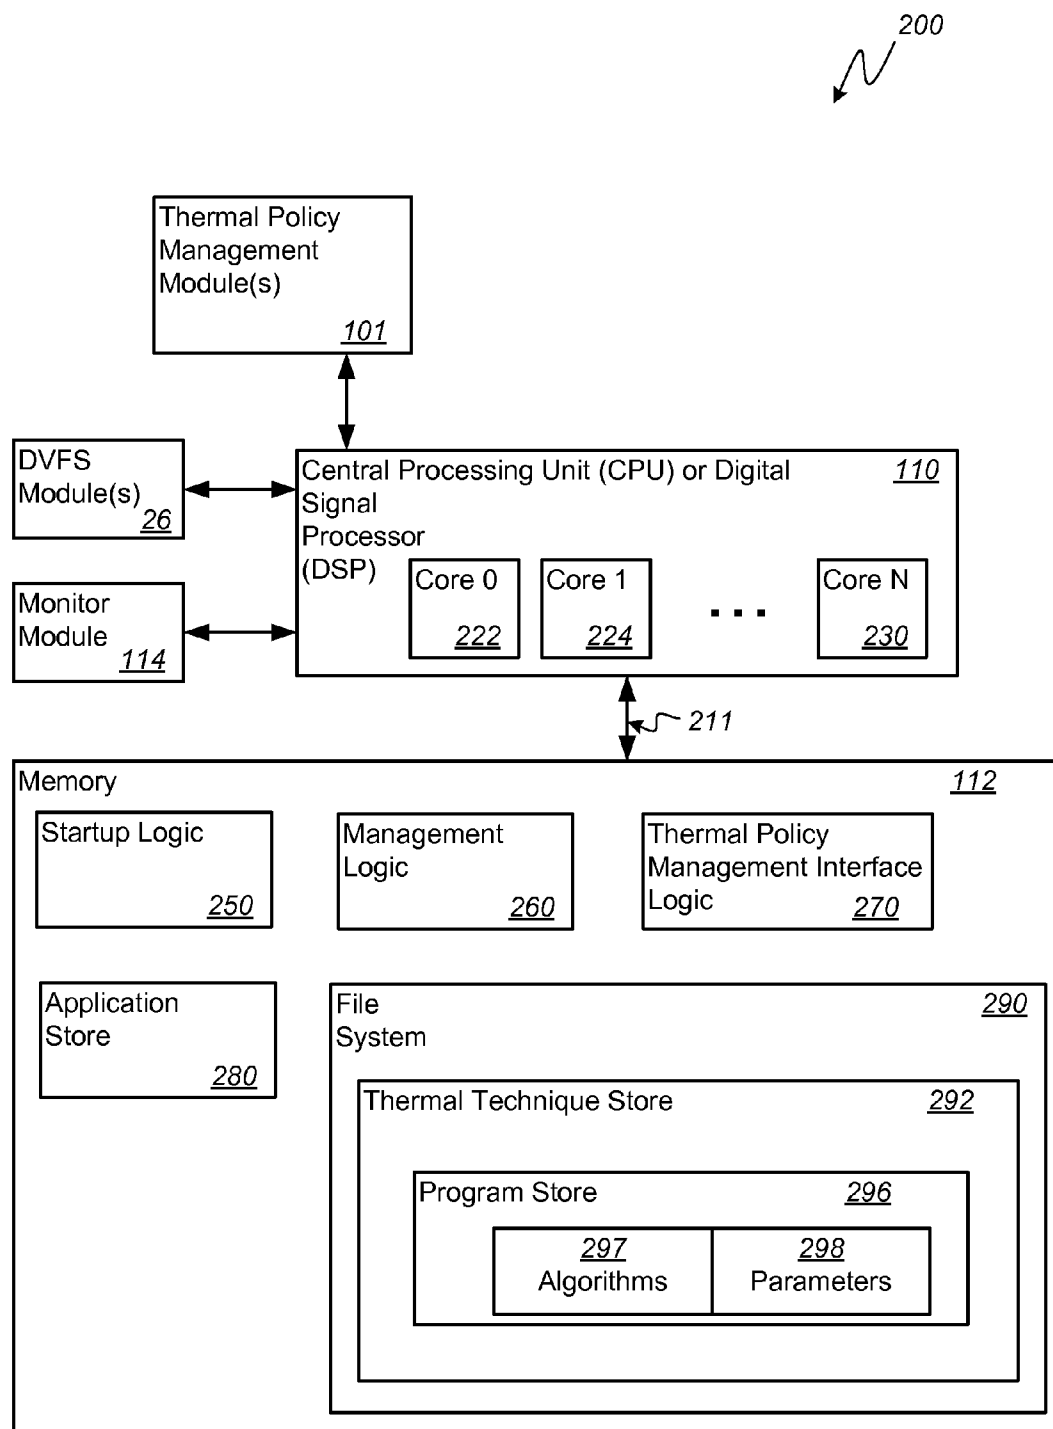 200
Thermal Policy
Management
Module(s)
101
DVFS
Module(s)
26
Monitor
Module
114
Central Processing Unit (CPU) or Digital
Signal
Processor
(DSP)
110
Core 0
222
Core 1
224
...
Core N
230
211
Memory
112
Startup Logic
250
Management
Logic
260
Thermal Policy
Management Interface
Logic
270
Application
Store
280
File
System
290
Thermal Technique Store
292
Program Store
296
297
Algorithms
298
Parameters